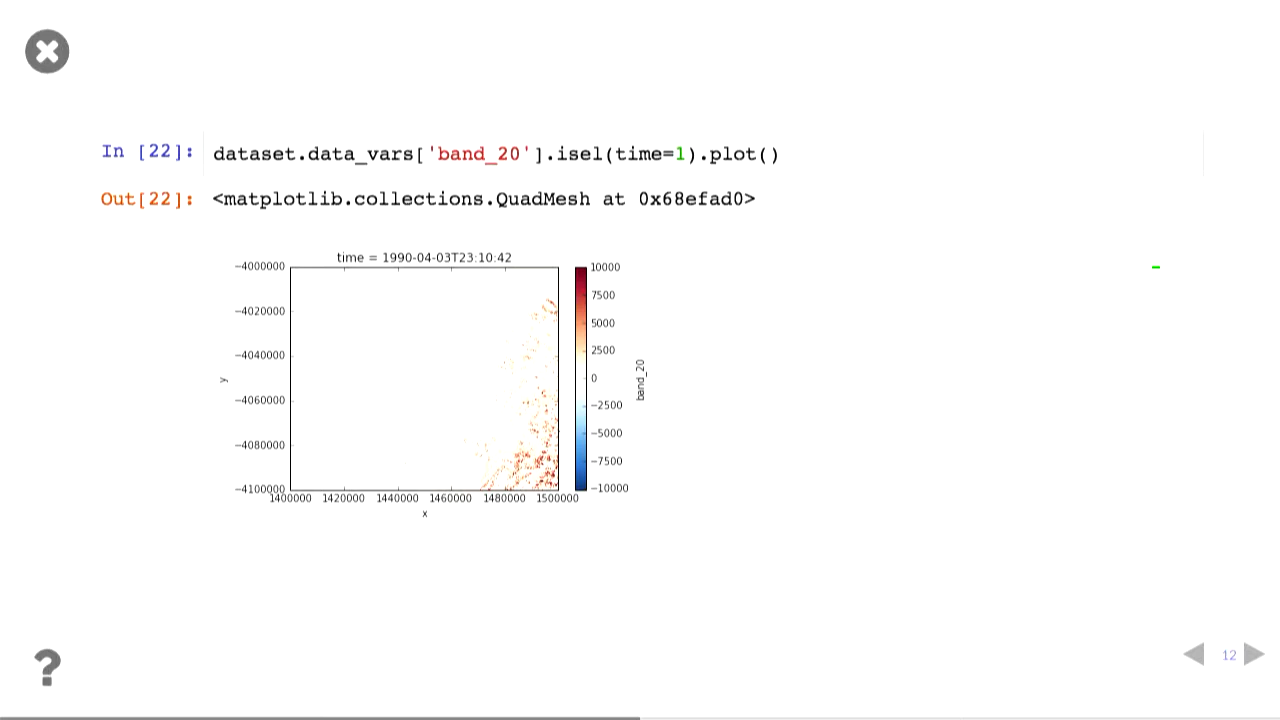 In [22]: dataset.data_vars['band_20'].isel(time=1).plot()
Out[22]: <matplotlib.collections.QuadMesh at 0x68efad0>
time = 1990-04-03T23:10:42
−4000000
−4020000
−4040000
−4060000
−4080000
−4100000
y
1400000 1420000 1440000 1460000 1480000 1500000
x
10000
7500
5000
2500
0
−2500
−5000
−7500
−10000
band_20
?
12